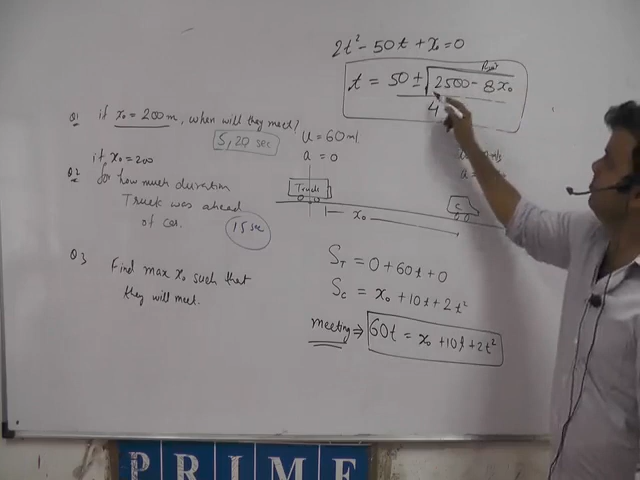 2t² - 50t + x₀ = 0
t = 50 ± √2500 - 8x₀
4
Q1 if x₀ = 200m, when will they meet?
5, 20 sec
u = 60 m/
a = 0
if x₀ = 200
Q2 for how much duration
Truck was ahead
of car.
15 sec
Truck
C
x₀
Q3 Find max x₀ such that
they will meet.
S_T = 0 + 60t + 0
S_C = x₀ + 10t + 2t²
meeting ⇒ 60t = x₀ + 10t + 2t²
PRIME